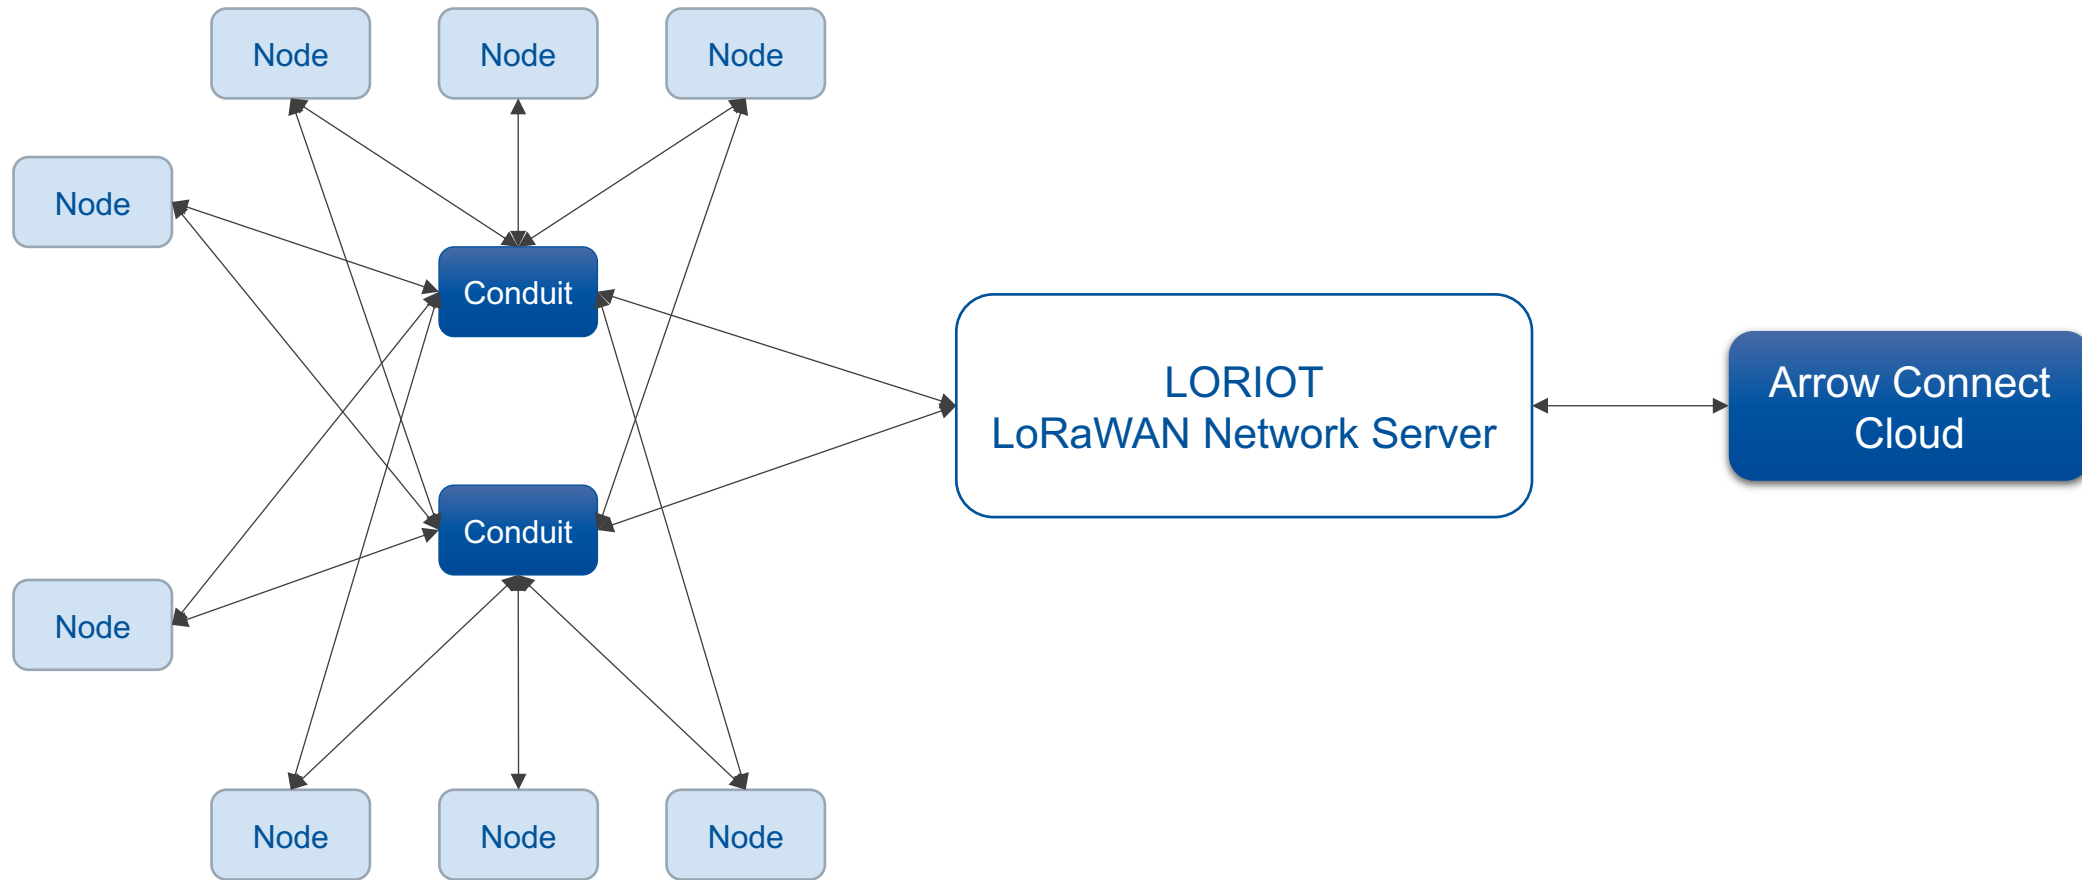 Node
Node
Node
Node
Conduit
LORIOT
LoRaWAN Network Server
Arrow Connect
Cloud
Conduit
Node
Node
Node
Node